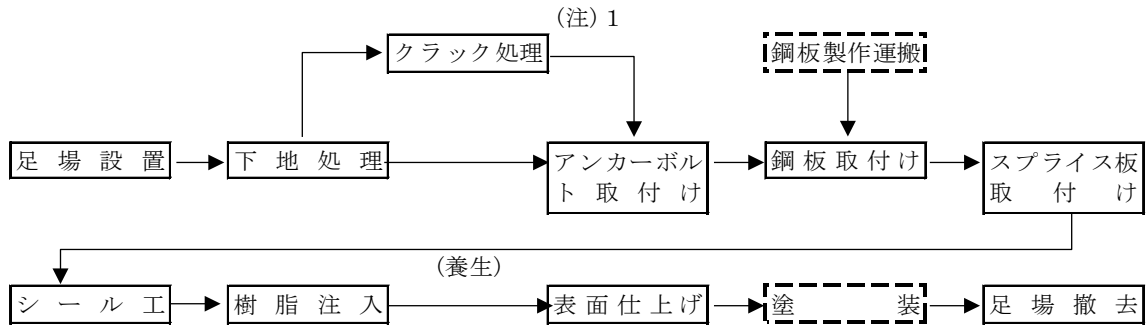 (注)1
クラック処理
鋼板製作運搬
足場設置
下地処理
アンカーボル
ト取付け
鋼板取付け
スプライス板
取付け
(養生)
シール工
樹脂注入
表面仕上げ
塗装
足場撤去